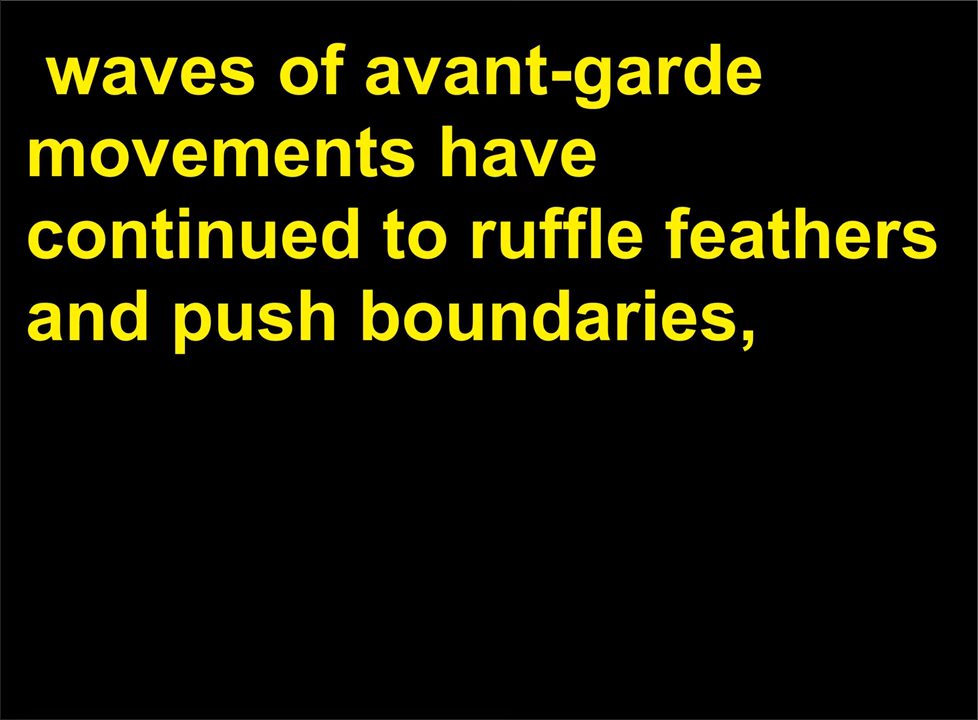 waves of avant-garde
movements have
continued to ruffle feathers
and push boundaries,